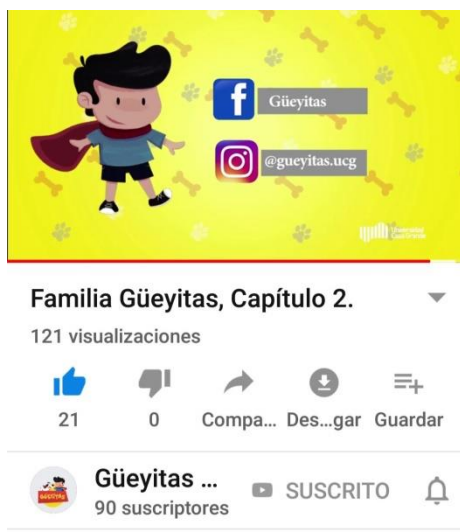 Güeyitas
@gueyitas.ucg
Familia Güeyitas, Capítulo 2.
121 visualizaciones
21
0
Compa...
Des...gar
Guardar
Güeyitas ...
SUSCRITO
90 suscriptores